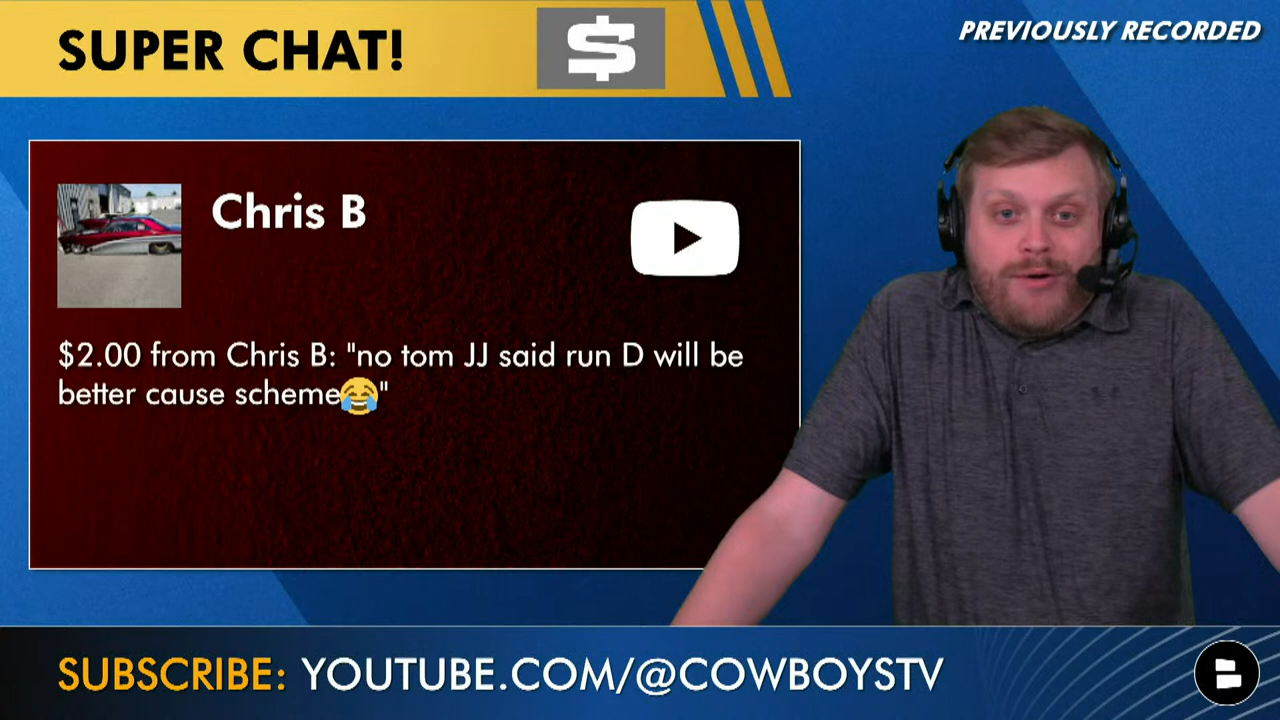 SUPER CHAT!
PREVIOUSLY RECORDED
Chris B
$2.00 from Chris B: "no tom JJ said run D will be
better cause scheme😂"
SUBSCRIBE: YOUTUBE.COM/@COWBOYSTV